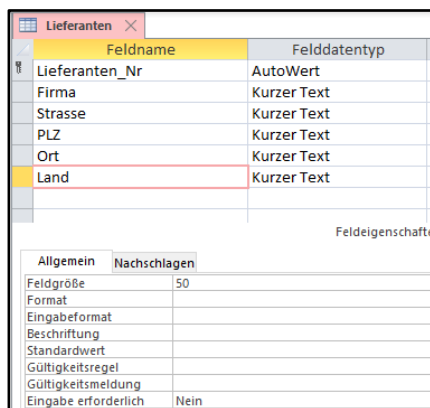 Lieferanten
Feldname Felddatentyp
Lieferanten_Nr AutoWert
Firma Kurzer Text
Strasse Kurzer Text
PLZ Kurzer Text
Ort Kurzer Text
Land Kurzer Text
Feldeigenschafte
Allgemein Nachschlagen
Feldgröße 50
Format
Eingabeformat
Beschriftung
Standardwert
Gültigkeitsregel
Gültigkeitsmeldung
Eingabe erforderlich Nein